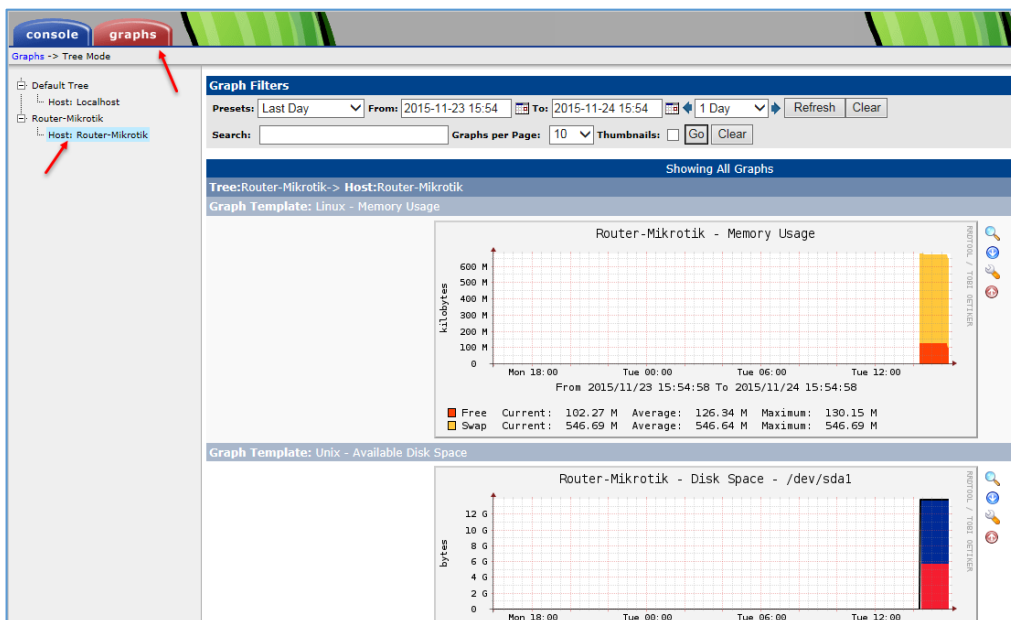 console graphs
Graphs -> Tree Mode
Default Tree
Host: Localhost
Router-Mikrotik
Host: Router-Mikrotik
Graph Filters
Presets: Last Day From: 2015-11-23 15:54 To: 2015-11-24 15:54 1 Day Refresh Clear
Search: Graphs per Page: 10 Thumbnails: Go Clear
Showing All Graphs
Tree:Router-Mikrotik-> Host:Router-Mikrotik
Graph Template: Linux - Memory Usage
Router-Mikrotik - Memory Usage
RRDTOOL / TOBI OETIKER
kilobytes
600 M
500 M
400 M
300 M
200 M
100 M
0
Mon 18:00 Tue 00:00 Tue 06:00 Tue 12:00
From 2015/11/23 15:54:58 To 2015/11/24 15:54:58
Free Current: 102.27 M Average: 126.34 M Maximum: 130.15 M
Swap Current: 546.69 M Average: 546.64 M Maximum: 546.69 M
Graph Template: Unix - Available Disk Space
Router-Mikrotik - Disk Space - /dev/sda1
RRDTOOL / TOBI OETIKER
bytes
12 G
10 G
8 G
6 G
4 G
2 G
0
Mon 18:00 Tue 00:00 Tue 06:00 Tue 12:00